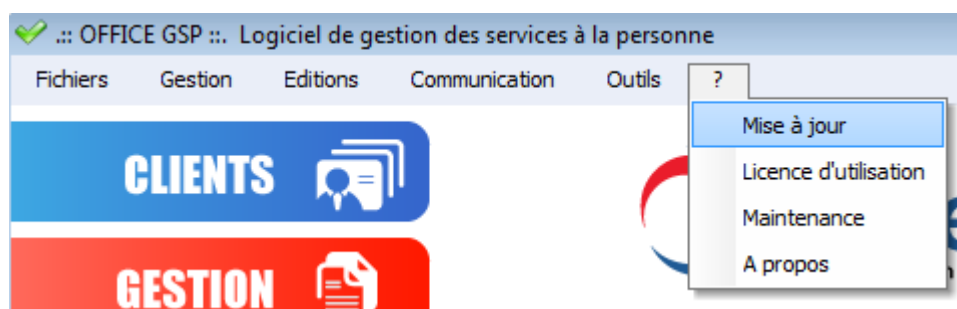 .:: OFFICE GSP ::. Logiciel de gestion des services à la personne
Fichiers Gestion Editions Communication Outils ?
Mise à jour
Licence d'utilisation
Maintenance
A propos
CLIENTS
GESTION